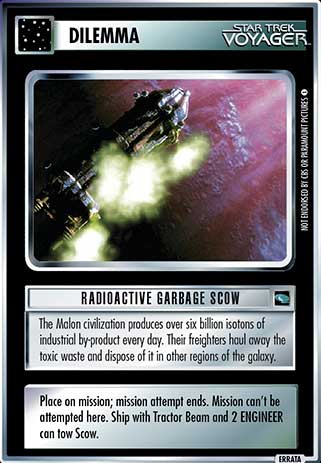 DILEMMA
STAR TREK
VOYAGER
NOT ENDORSED BY CBS OR PARAMOUNT PICTURES
RADIOACTIVE GARBAGE SCOW
The Malon civilization produces over six billion isotons of
industrial by-product every day. Their freighters haul away the
toxic waste and dispose of it in other regions of the galaxy.
Place on mission; mission attempt ends. Mission can't be
attempted here. Ship with Tractor Beam and 2 ENGINEER
can tow Scow.
ERRATA